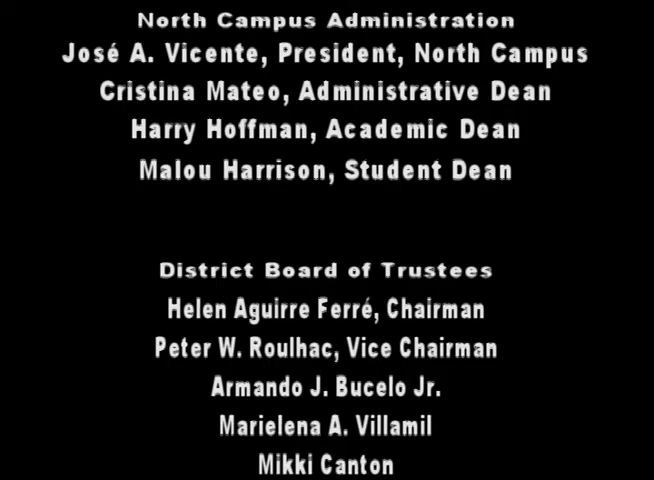 North Campus Administration
José A. Vicente, President, North Campus
Cristina Mateo, Administrative Dean
Harry Hoffman, Academic Dean
Malou Harrison, Student Dean
District Board of Trustees
Helen Aguirre Ferré, Chairman
Peter W. Roulhac, Vice Chairman
Armando J. Bucelo Jr.
Marielena A. Villamil
Mikki Canton